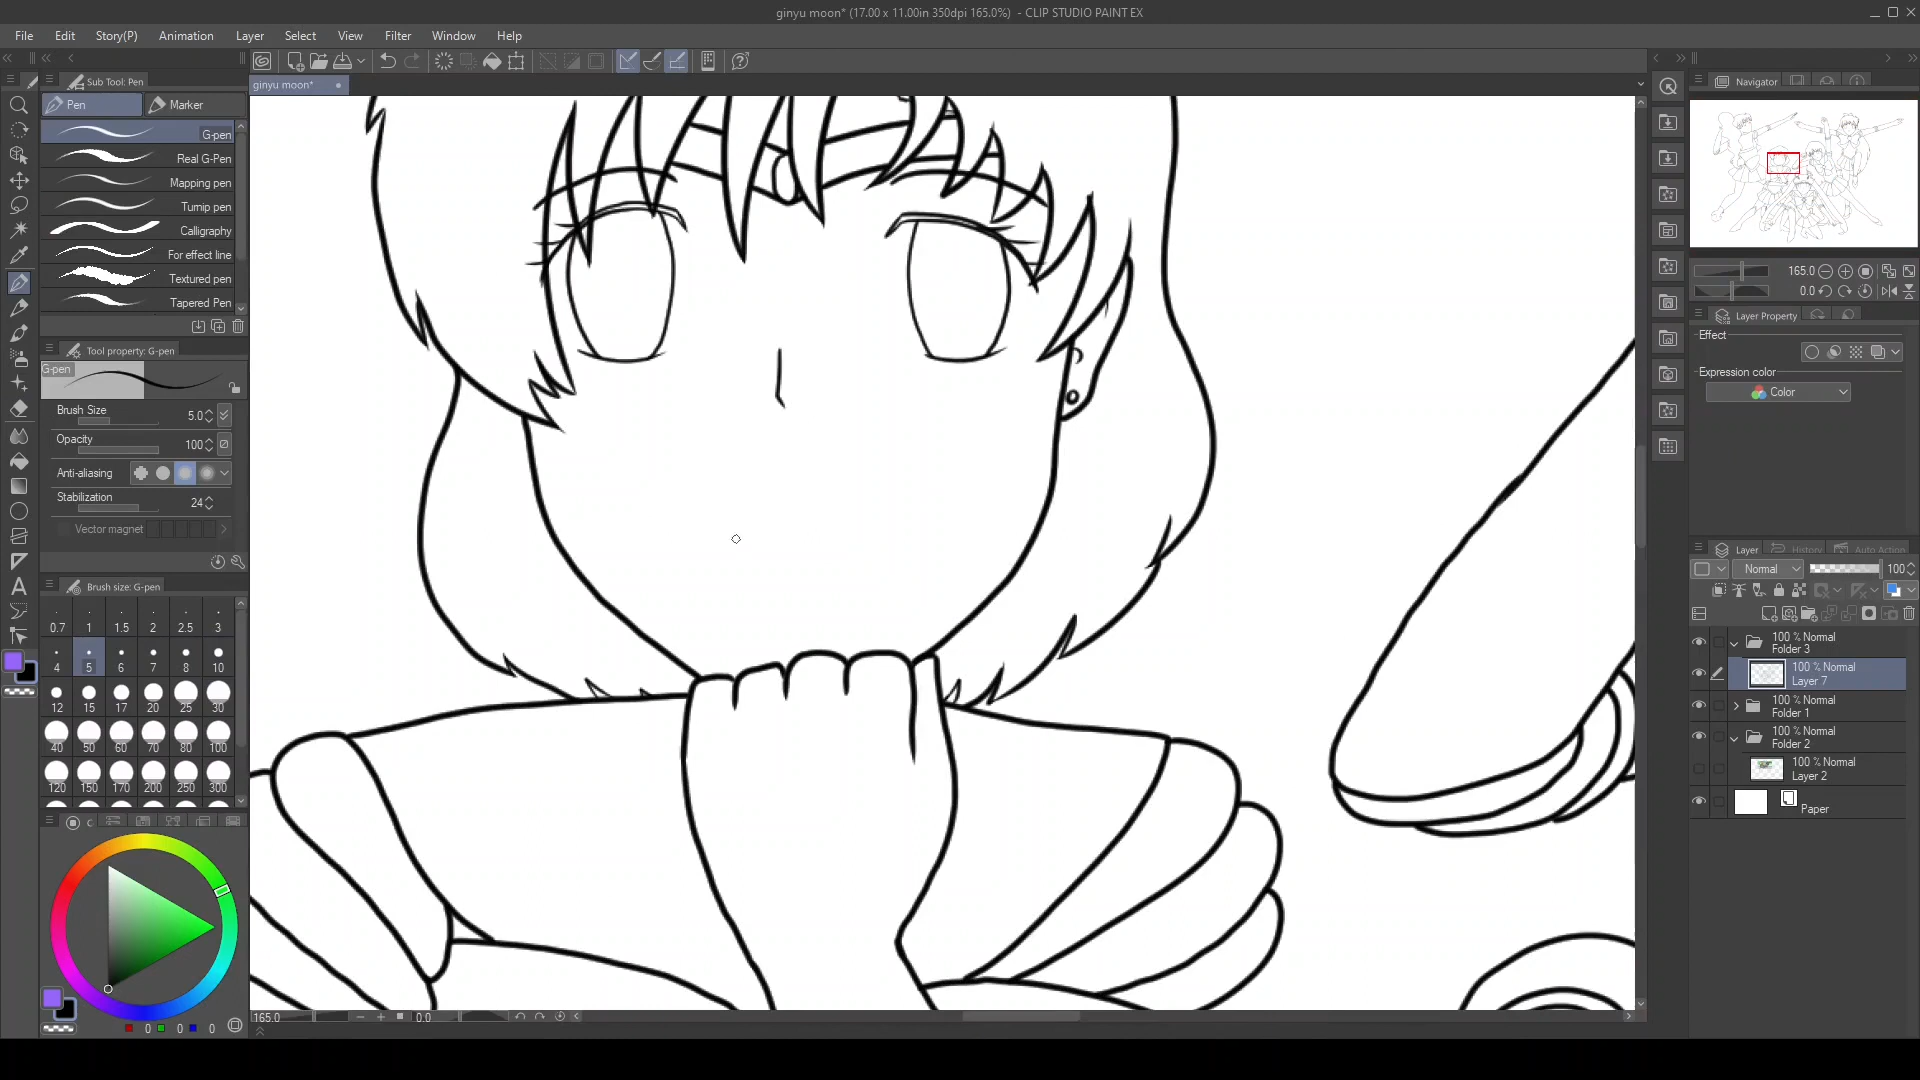 ginyu moon* (17.00 x 11.00in 350dpi 165.0%)  - CLIP STUDIO PAINT EX
File Edit Story(P) Animation Layer Select View Filter Window Help
Sub Tool: Pen
ginyu moon*
Navigator
Pen Marker
G-pen
Real G-Pen
Mapping pen
Turnip pen
Calligraphy
For effect line
Textured pen
Tapered Pen
165.0
0.0
Tool property: G-pen
G-pen
Brush Size 5.0
Opacity 100
Anti-aliasing
Stabilization 24
Vector magnet
Layer Property
Effect
Expression color
Color
Brush size: G-pen
0.7 1 1.5 2 2.5 3
4 5 6 7 8 10
12 15 17 20 25 30
40 50 60 70 80 100
120 150 170 200 250 300
Layer History Auto Action
Normal 100
100 % Normal
Folder 3
100 % Normal
Layer 7
100 % Normal
Folder 1
100 % Normal
Folder 2
100 % Normal
Layer 2
Paper
165.0 0.0
0 0 0